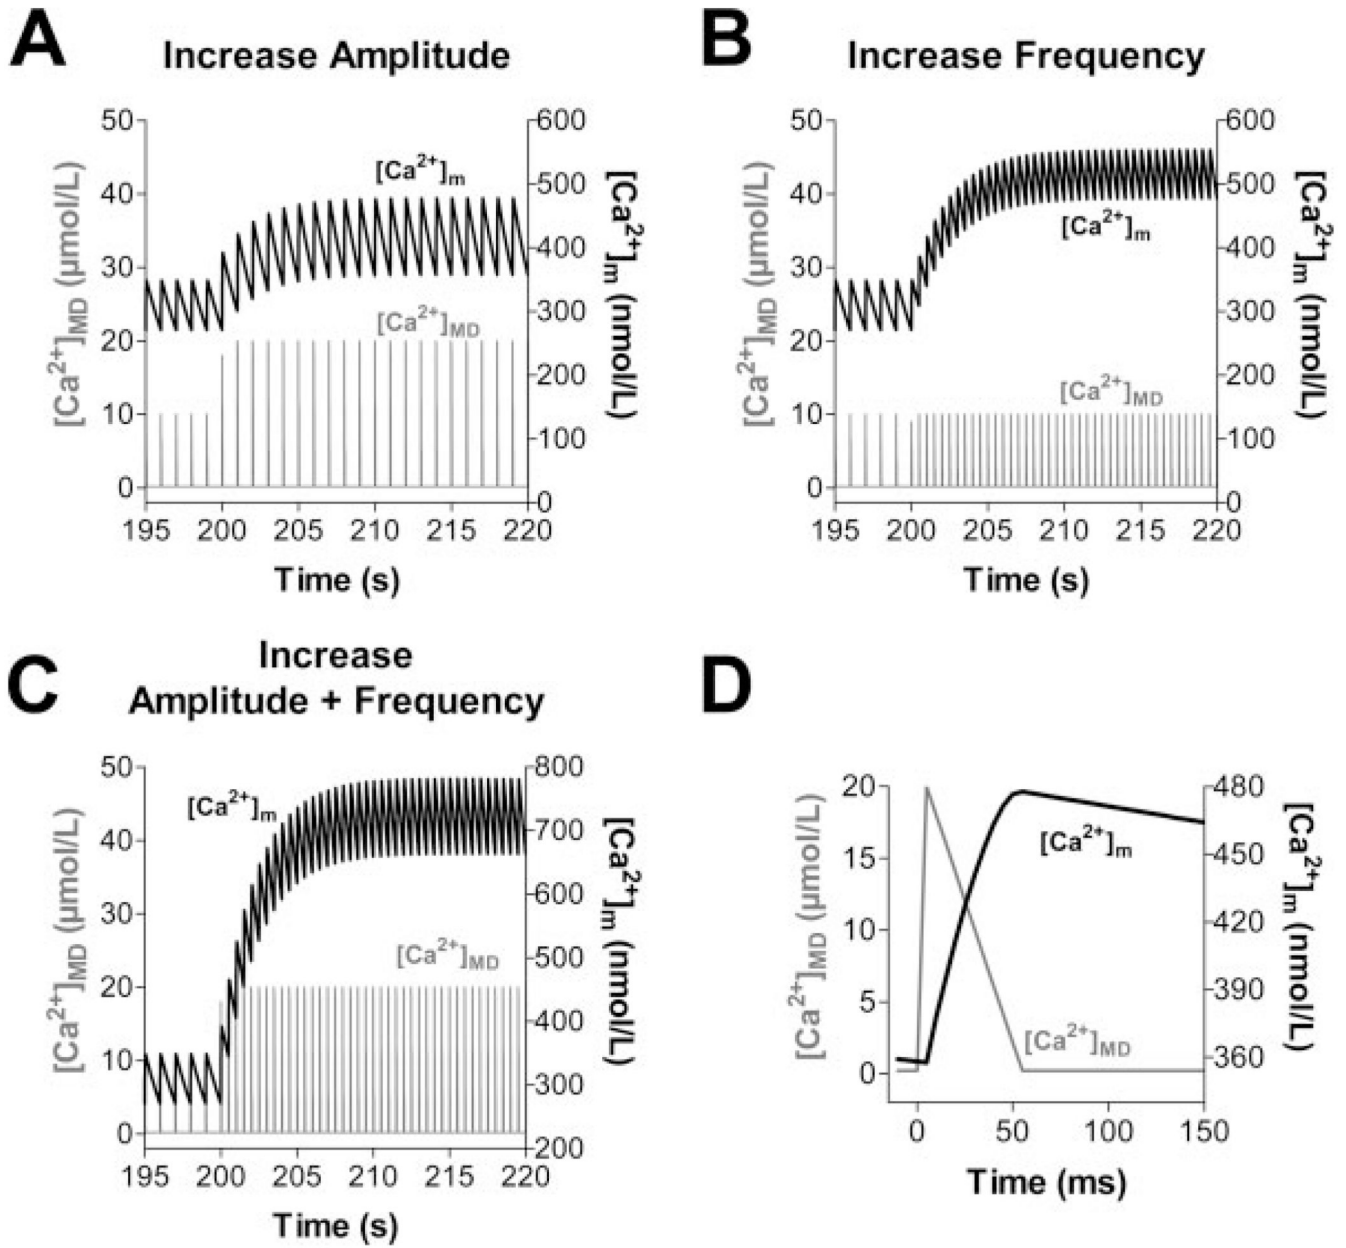 A
Increase Amplitude
50
40
30
20
10
0
[Ca2+]MD (µmol/L)
600
500
400
300
200
100
0
[Ca2+]m (nmol/L)
[Ca2+]m
[Ca2+]MD
195 200 205 210 215 220
Time (s)
B
Increase Frequency
50
40
30
20
10
0
[Ca2+]MD (µmol/L)
600
500
400
300
200
100
0
[Ca2+]m (nmol/L)
[Ca2+]m
[Ca2+]MD
195 200 205 210 215 220
Time (s)
C
Increase
Amplitude + Frequency
50
40
30
20
10
0
[Ca2+]MD (µmol/L)
800
700
600
500
400
300
200
[Ca2+]m (nmol/L)
[Ca2+]m
[Ca2+]MD
195 200 205 210 215 220
Time (s)
D
20
15
10
5
0
[Ca2+]MD (µmol/L)
480
450
420
390
360
[Ca2+]m (nmol/L)
[Ca2+]m
[Ca2+]MD
0 50 100 150
Time (ms)